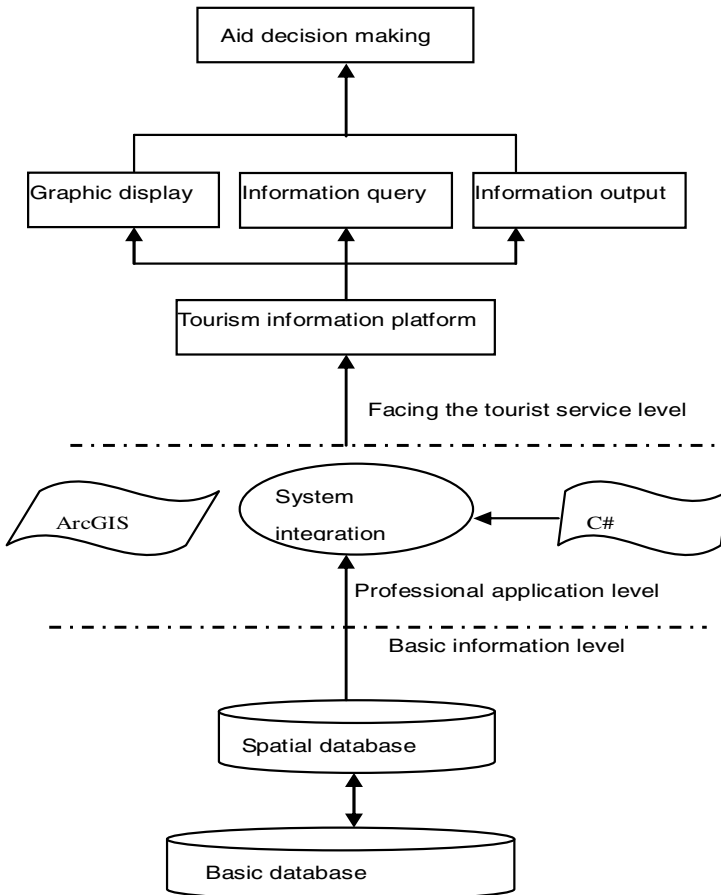 Aid decision making
Graphic display
Information query
Information output
Tourism information platform
Facing the tourist service level
ArcGIS
System
integration
C#
Professional application level
Basic information level
Spatial database
Basic database